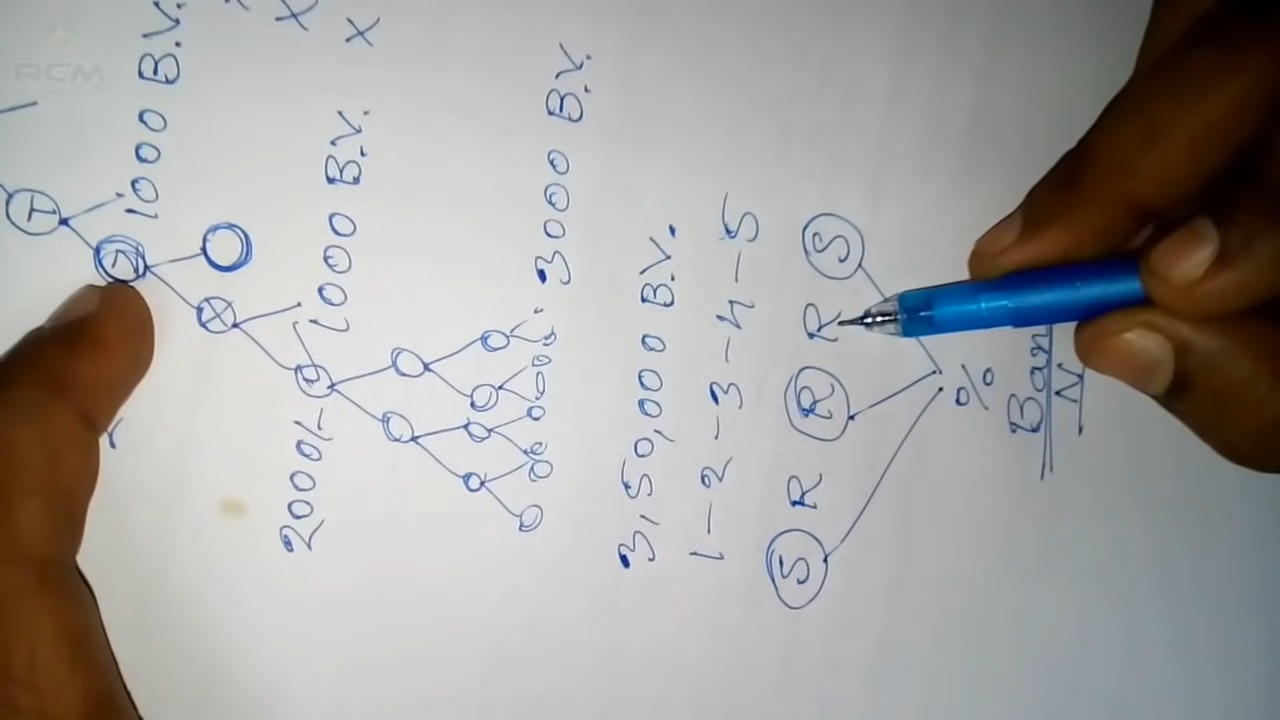 RCM
T
1000 B.V.
X
X
1000 B.V.
2000/-
3000 B.V.
3,50,000 B.V.
1-2-3-4-5
S R R R S
%
Ban
N